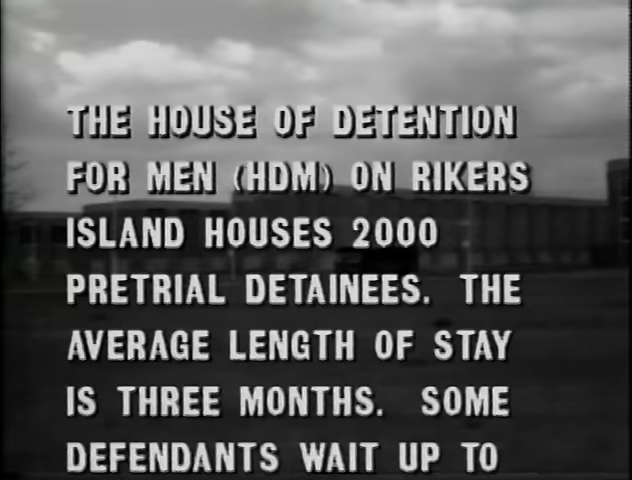 THE HOUSE OF DETENTION
FOR MEN (HDM) ON RIKERS
ISLAND HOUSES 2000
PRETRIAL DETAINEES. THE
AVERAGE LENGTH OF STAY
IS THREE MONTHS. SOME
DEFENDANTS WAIT UP TO